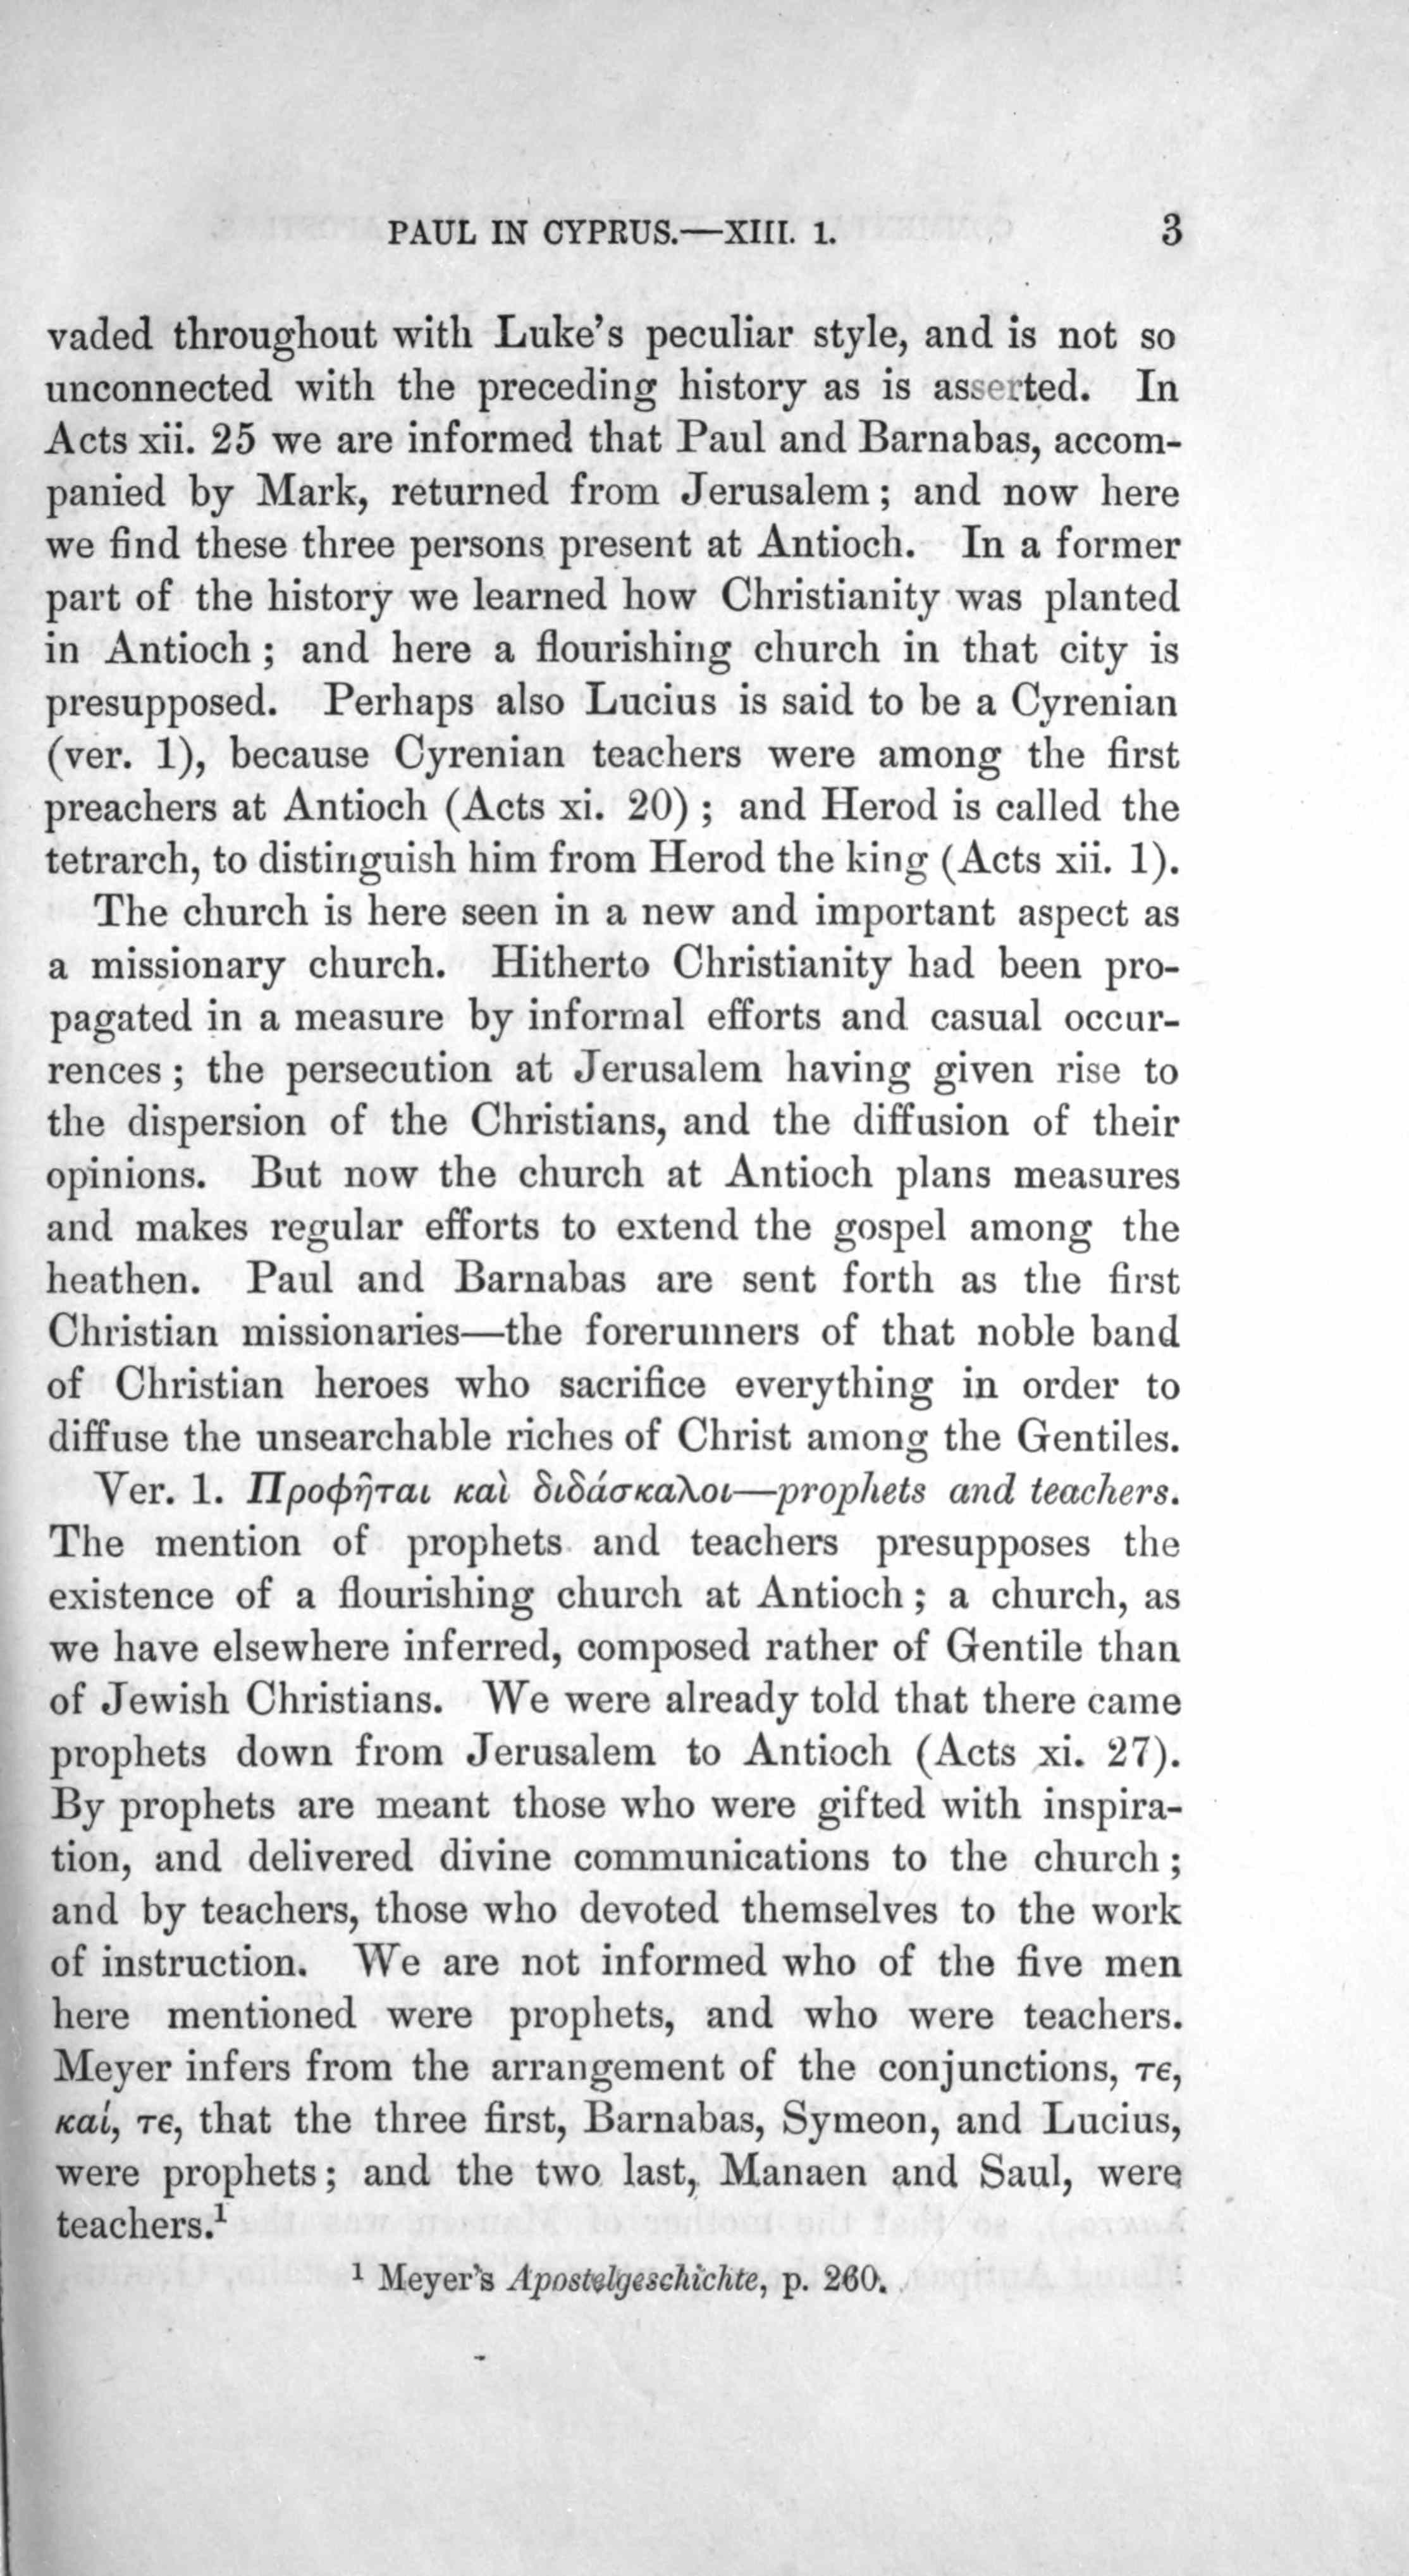 PAUL IN CYPRUS.—XIII. 1. 3
vaded throughout with Luke's peculiar style, and is not so
unconnected with the preceding history as is asserted. In
Acts xii. 25 we are informed that Paul and Barnabas, accom-
panied by Mark, returned from Jerusalem; and now here
we find these three persons present at Antioch. In a former
part of the history we learned how Christianity was planted
in Antioch; and here a flourishing church in that city is
presupposed. Perhaps also Lucius is said to be a Cyrenian
(ver. 1), because Cyrenian teachers were among the first
preachers at Antioch (Acts xi. 20); and Herod is called the
tetrarch, to distinguish him from Herod the king (Acts xii. 1).
The church is here seen in a new and important aspect as
a missionary church. Hitherto Christianity had been pro-
pagated in a measure by informal efforts and casual occur-
rences; the persecution at Jerusalem having given rise to
the dispersion of the Christians, and the diffusion of their
opinions. But now the church at Antioch plans measures
and makes regular efforts to extend the gospel among the
heathen. Paul and Barnabas are sent forth as the first
Christian missionaries—the forerunners of that noble band
of Christian heroes who sacrifice everything in order to
diffuse the unsearchable riches of Christ among the Gentiles.
Ver. 1. Προφῆται καὶ διδάσκαλοι—prophets and teachers.
The mention of prophets and teachers presupposes the
existence of a flourishing church at Antioch; a church, as
we have elsewhere inferred, composed rather of Gentile than
of Jewish Christians. We were already told that there came
prophets down from Jerusalem to Antioch (Acts xi. 27).
By prophets are meant those who were gifted with inspira-
tion, and delivered divine communications to the church;
and by teachers, those who devoted themselves to the work
of instruction. We are not informed who of the five men
here mentioned were prophets, and who were teachers.
Meyer infers from the arrangement of the conjunctions, τε,
καί, τε, that the three first, Barnabas, Symeon, and Lucius,
were prophets; and the two last, Manaen and Saul, were
teachers.¹
¹ Meyer's Apostelgeschichte, p. 260.